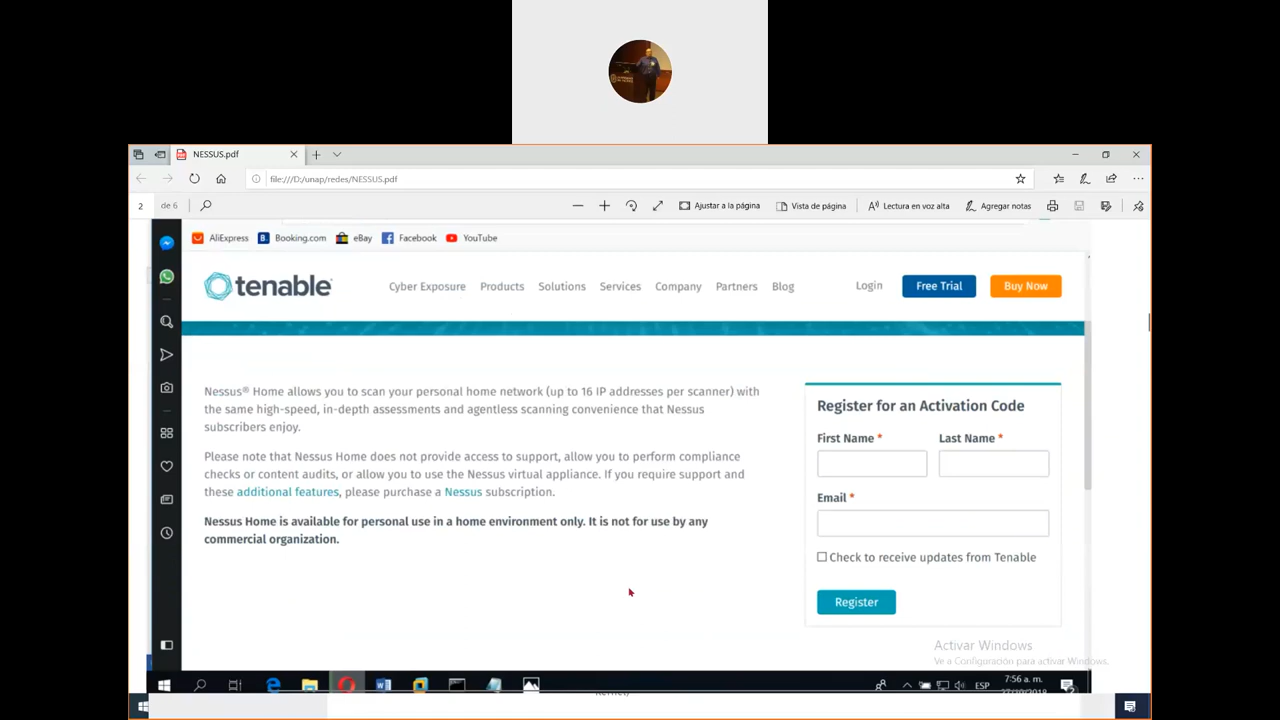 NESSUS.pdf
file:///D:/unap/redes/NESSUS.pdf
2 de 6
Ajustar a la página
Vista de página
Lectura en voz alta
Agregar notas
AliExpress
Booking.com
eBay
Facebook
YouTube
tenable
Cyber Exposure
Products
Solutions
Services
Company
Partners
Blog
Login
Free Trial
Buy Now
Nessus® Home allows you to scan your personal home network (up to 16 IP addresses per scanner) with
the same high-speed, in-depth assessments and agentless scanning convenience that Nessus
subscribers enjoy.
Please note that Nessus Home does not provide access to support, allow you to perform compliance
checks or content audits, or allow you to use the Nessus virtual appliance. If you require support and
these additional features, please purchase a Nessus subscription.
Nessus Home is available for personal use in a home environment only. It is not for use by any
commercial organization.
Register for an Activation Code
First Name *
Last Name *
Email *
Check to receive updates from Tenable
Register
Activar Windows
Ve a Configuración para activar Windows.
ESP
7:56 a. m.